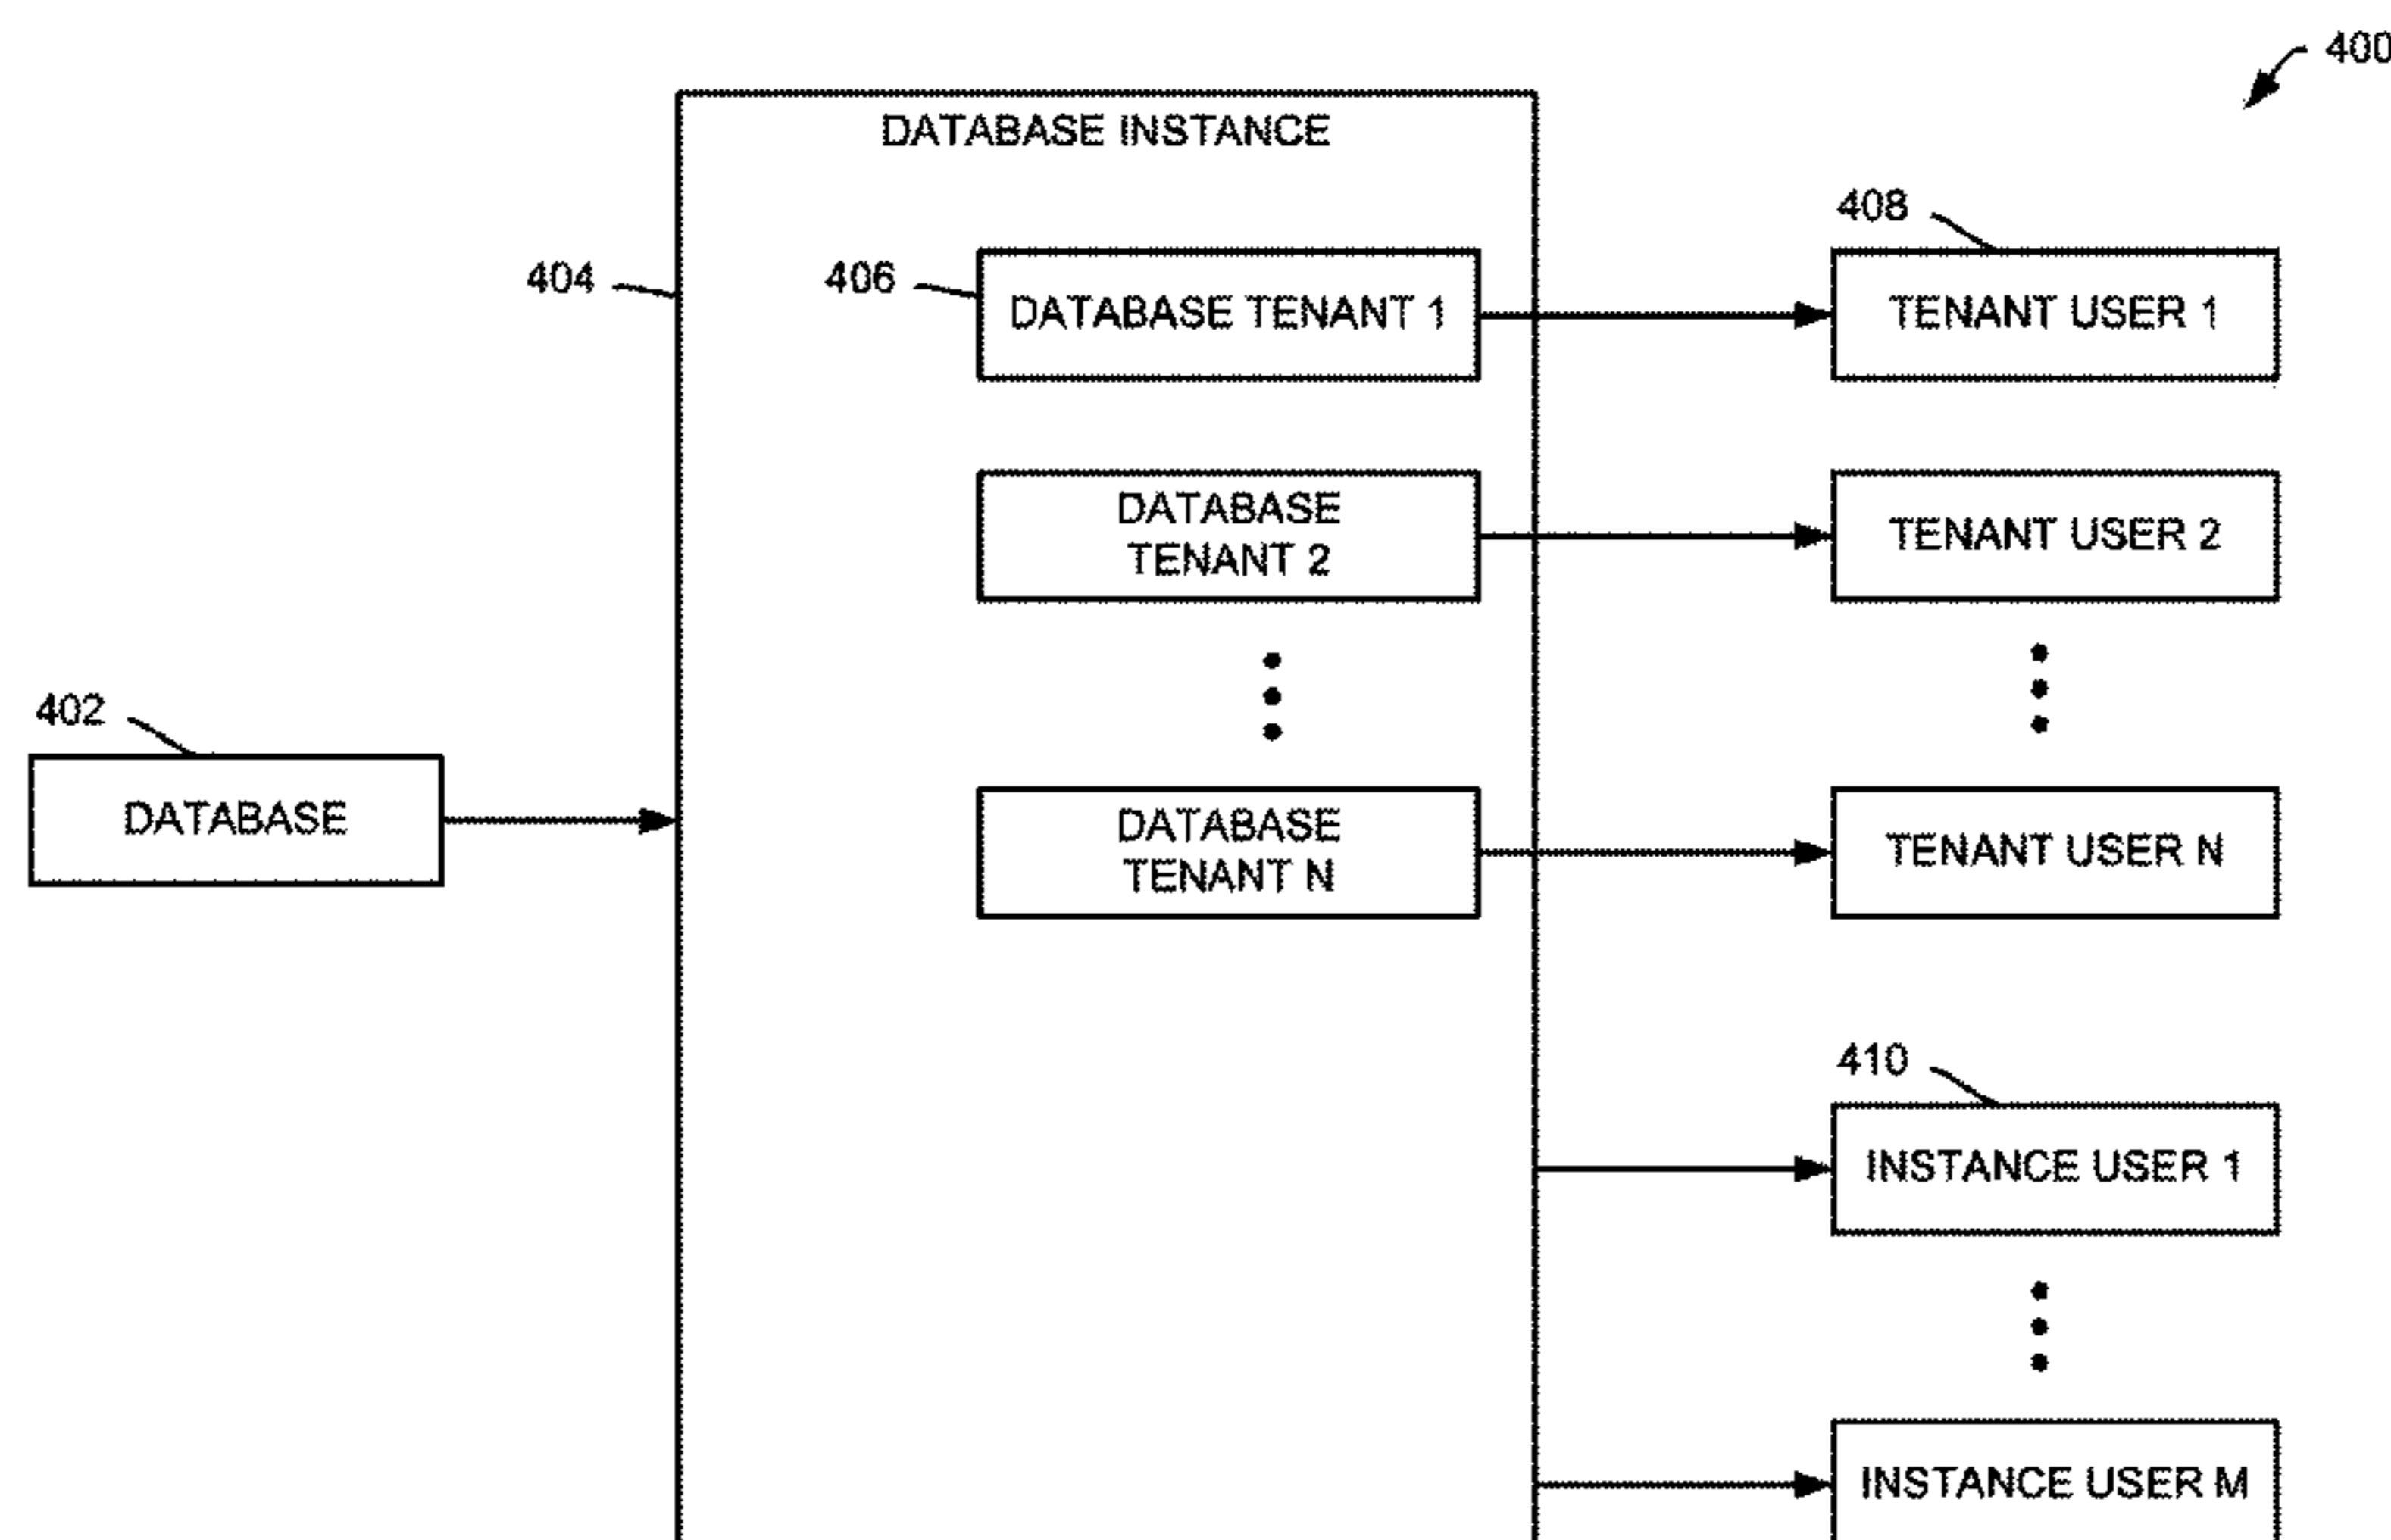 400
DATABASE INSTANCE
408
404
406
DATABASE TENANT 1
TENANT USER 1
DATABASE
TENANT 2
TENANT USER 2
402
DATABASE
DATABASE
TENANT N
TENANT USER N
410
INSTANCE USER 1
INSTANCE USER M